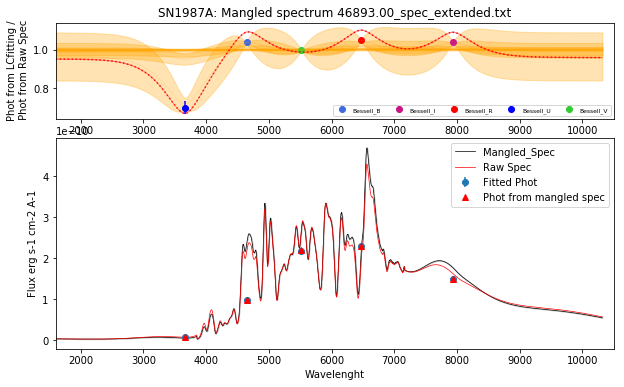 SN1987A: Mangled spectrum 46893.00_spec_extended.txt
Phot from LCfitting /
Phot from Raw Spec
1.0
0.8
Bessell_B
Bessell_I
Bessell_R
Bessell_U
Bessell_V
2000 3000 4000 5000 6000 7000 8000 9000 10000
Mangled_Spec
Raw Spec
Fitted Phot
Phot from mangled spec
Flux erg s-1 cm-2 A-1
4
3
2
1
0
2000 3000 4000 5000 6000 7000 8000 9000 10000
Wavelenght